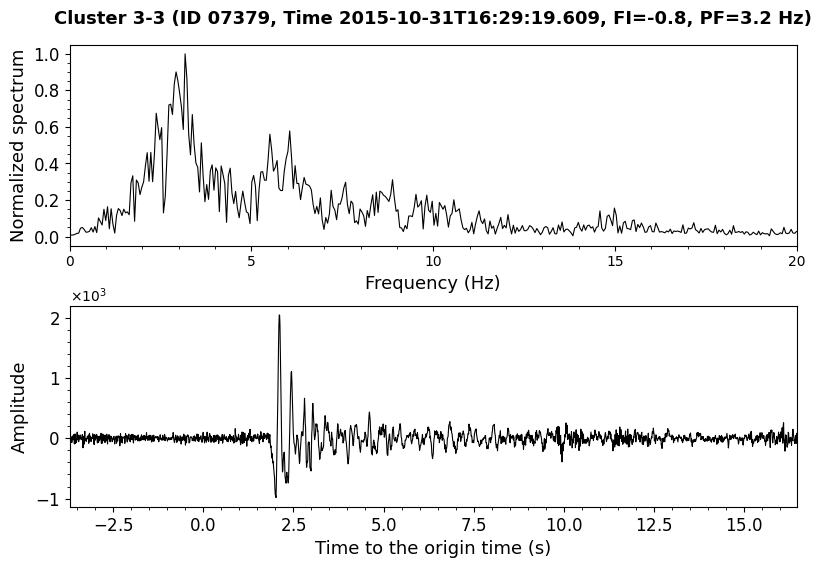 Cluster 3-3 (ID 07379, Time 2015-10-31T16:29:19.609, FI=-0.8, PF=3.2 Hz)
1.0
0.8
0.6
0.4
0.2
0.0
Normalized spectrum
0 5 10 15 20
Frequency (Hz)
×10³
2
1
0
−1
Amplitude
−2.5 0.0 2.5 5.0 7.5 10.0 12.5 15.0
Time to the origin time (s)